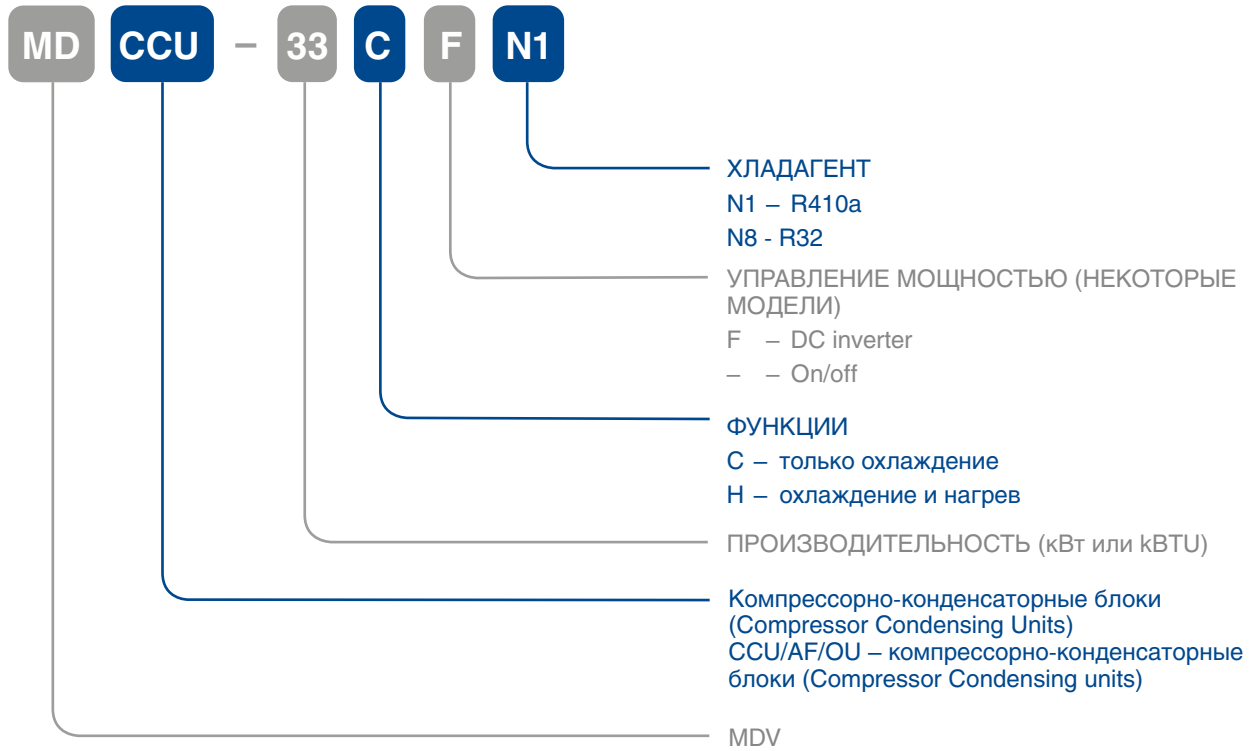 MD CCU – 33 C F N1
ХЛАДАГЕНТ
N1 – R410a
N8 - R32
УПРАВЛЕНИЕ МОЩНОСТЬЮ (НЕКОТОРЫЕ
МОДЕЛИ)
F – DC inverter
– – On/off
ФУНКЦИИ
C – только охлаждение
H – охлаждение и нагрев
ПРОИЗВОДИТЕЛЬНОСТЬ (кВт или kBTU)
Компрессорно-конденсаторные блоки
(Compressor Condensing Units)
CCU/AF/OU – компрессорно-конденсаторные
блоки (Compressor Condensing units)
MDV